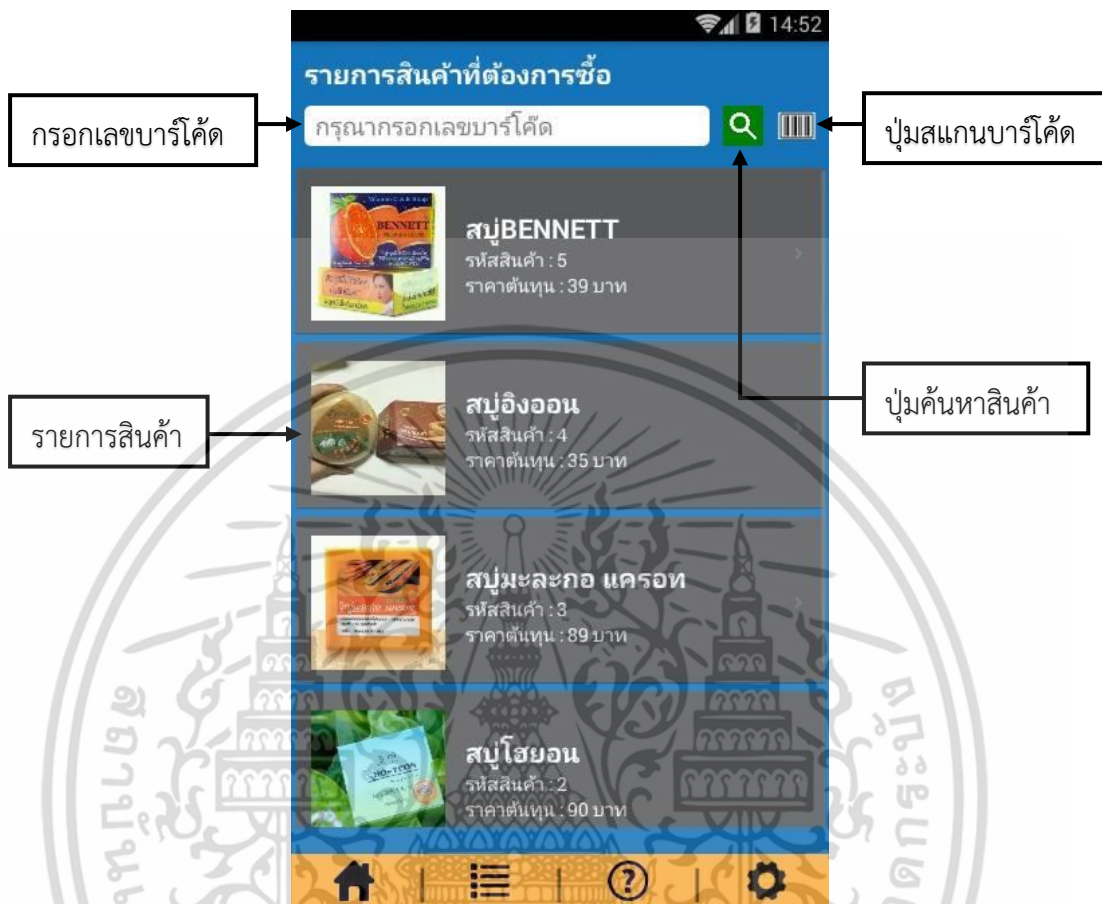 14:52
รายการสินค้าที่ต้องการซื้อ
กรอกเลขบาร์โค้ด
กรุณากรอกเลขบาร์โค๊ด
ปุ่มสแกนบาร์โค้ด
BENNETT
สบู่BENNETT
รหัสสินค้า : 5
ราคาต้นทุน : 39 บาท
ปุ่มค้นหาสินค้า
รายการสินค้า
สบู่อิงออน
รหัสสินค้า : 4
ราคาต้นทุน : 35 บาท
สบู่มะละกอ แครอท
รหัสสินค้า : 3
ราคาต้นทุน : 89 บาท
สบู่โฮยอน
รหัสสินค้า : 2
ราคาต้นทุน : 90 บาท